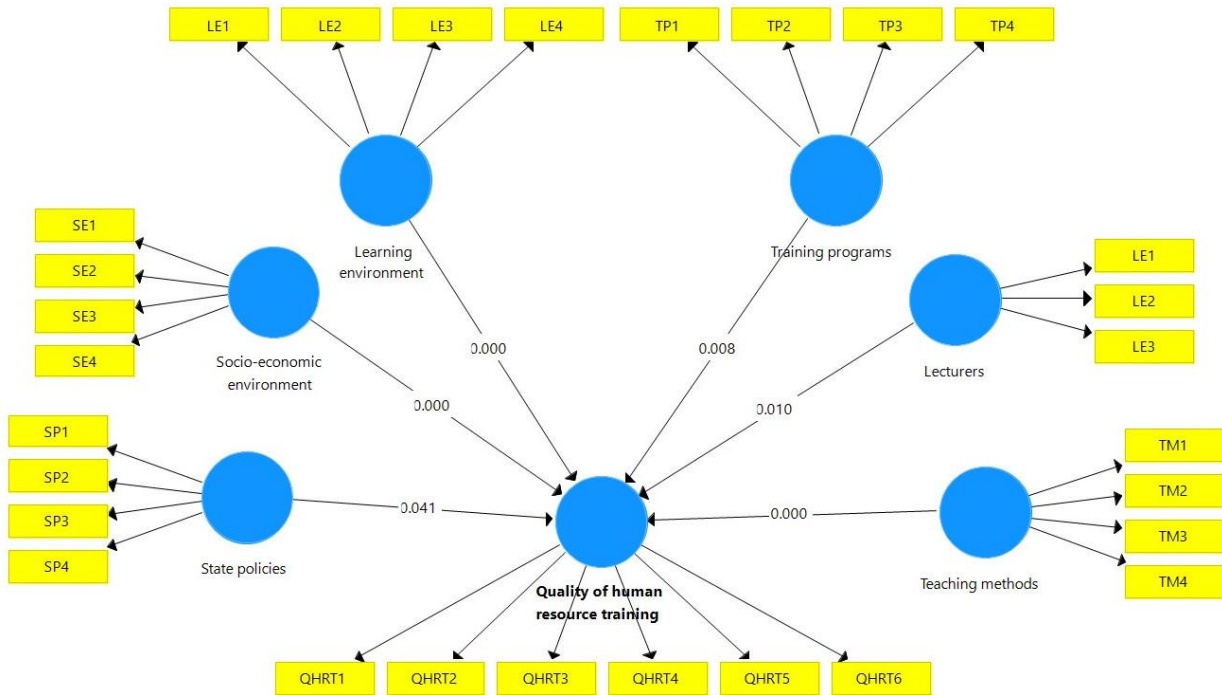 LE1
LE2
LE3
LE4
TP1
TP2
TP3
TP4
Learning
environment
Training programs
SE1
SE2
SE3
SE4
Socio-economic
environment
LE1
LE2
LE3
Lecturers
0.000
0.008
0.000
0.010
SP1
SP2
SP3
SP4
State policies
0.041
0.000
TM1
TM2
TM3
TM4
Teaching methods
Quality of human
resource training
QHRT1
QHRT2
QHRT3
QHRT4
QHRT5
QHRT6